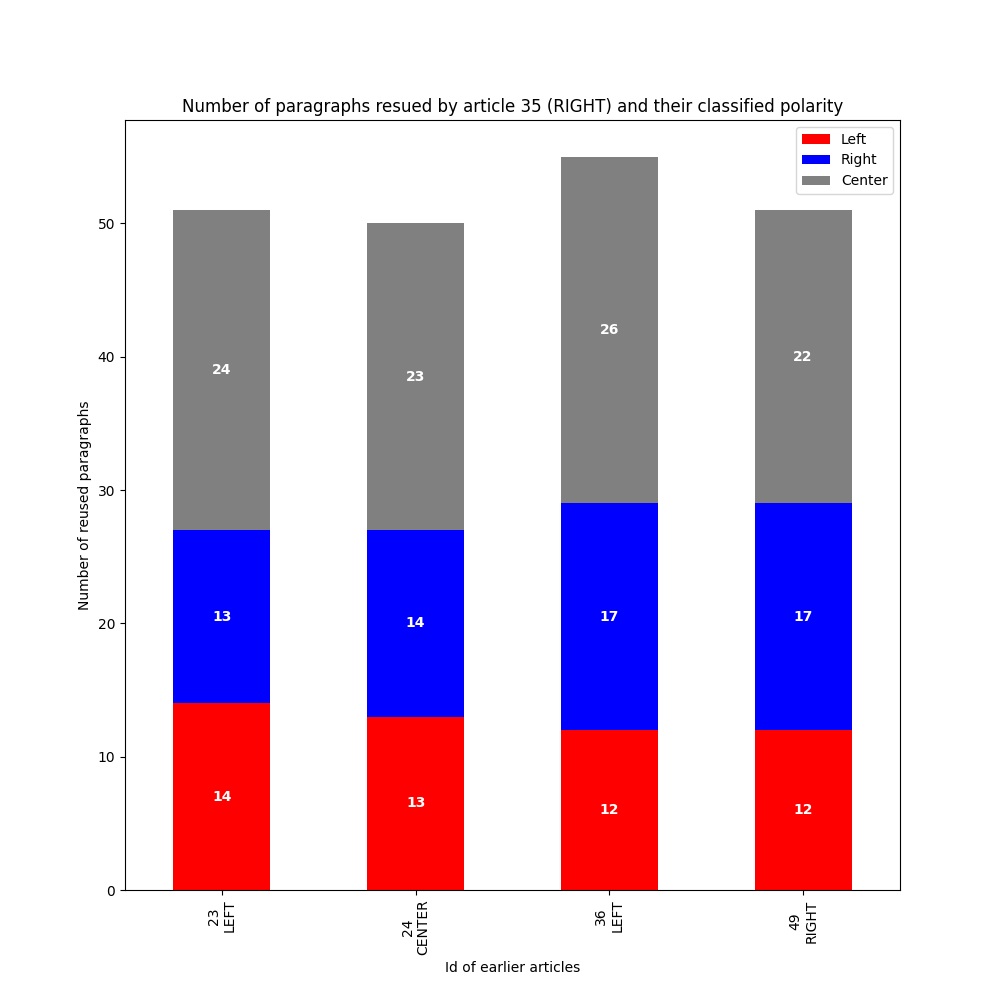 Number of paragraphs resued by article 35 (RIGHT) and their classified polarity
Left
Right
Center
Number of reused paragraphs
50
40
30
20
10
0
24
23
26
22
13
14
17
17
14
13
12
12
23
LEFT
24
CENTER
36
LEFT
49
RIGHT
Id of earlier articles